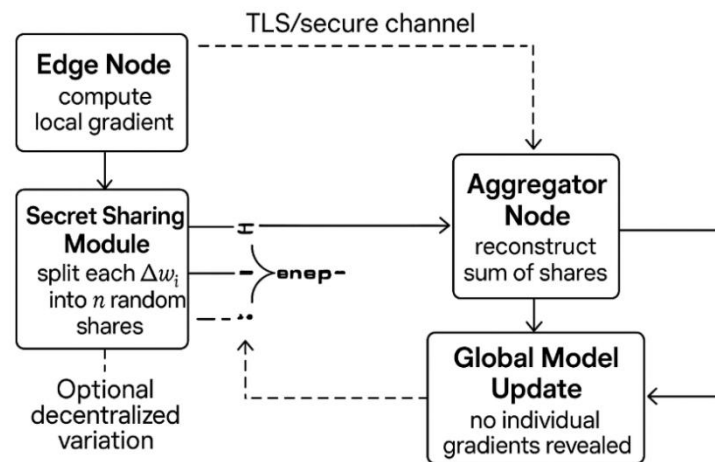 TLS/secure channel
Edge Node
compute
local gradient
Secret Sharing
Module
split each Δwᵢ
into n random
shares
Optional
decentralized
variation
Aggregator
Node
reconstruct
sum of shares
Global Model
Update
no individual
gradients revealed